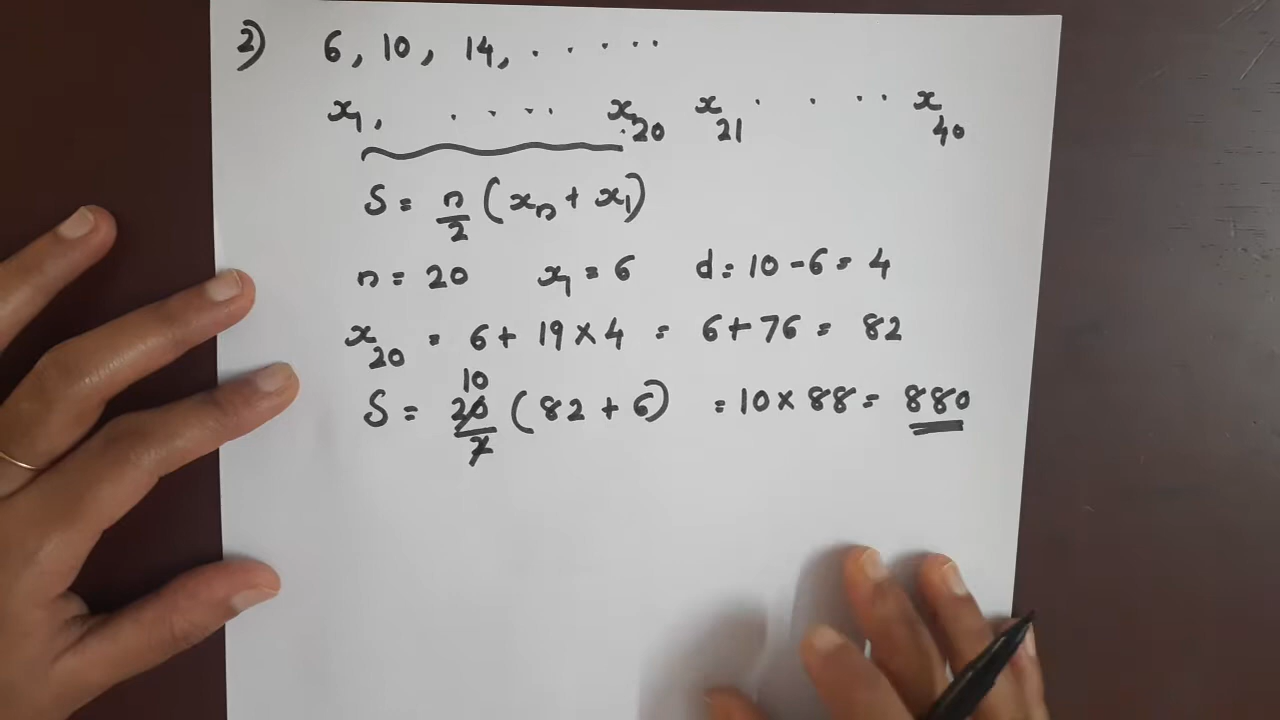 2) 6, 10, 14, . . . . .
x₁, . . . . x₂₀ x₂₁ . . . . x₄₀
S = n/2 (xₙ + x₁)
n = 20 x₁ = 6 d = 10 - 6 = 4
x₂₀ = 6 + 19 × 4 = 6 + 76 = 82
10
S = 20/2 (82 + 6) = 10 × 88 = 880